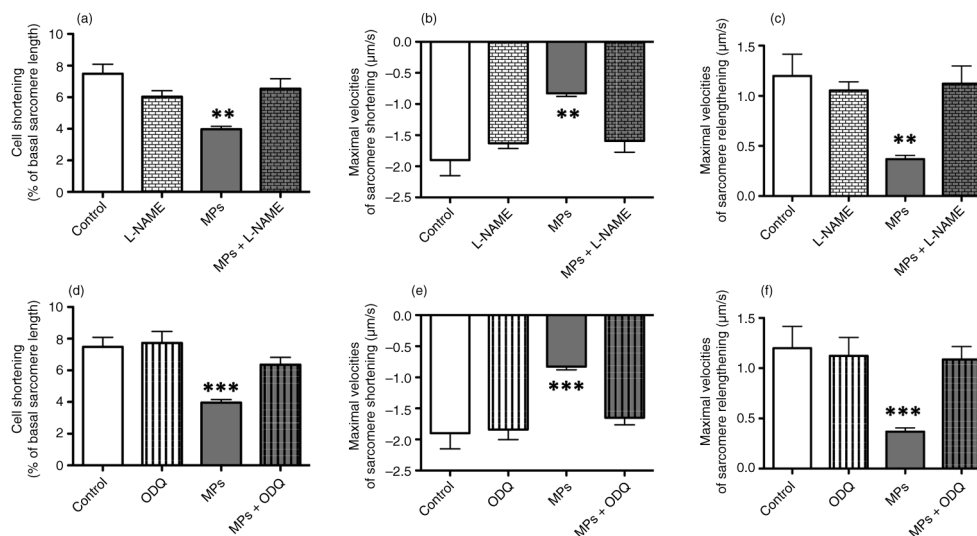 (a)
Cell shortening
(% of basal sarcomere length)
10
8
6
4
2
0
**
Control
L-NAME
MPs
MPs + L-NAME
(b)
Maximal velocities
of sarcomere shortening (μm/s)
0.0
−0.5
−1.0
−1.5
−2.0
−2.5
**
Control
L-NAME
MPs
MPs + L-NAME
(c)
Maximal velocities
of sarcomere relengthening (μm/s)
1.5
1.0
0.5
0.0
**
Control
L-NAME
MPs
MPs + L-NAME
(d)
Cell shortening
(% of basal sarcomere length)
10
8
6
4
2
0
***
Control
ODQ
MPs
MPs + ODQ
(e)
Maximal velocities
of sarcomere shortening (μm/s)
0.0
−0.5
−1.0
−1.5
−2.0
−2.5
***
Control
ODQ
MPs
MPs + ODQ
(f)
Maximal velocities
of sarcomere relengthening (μm/s)
1.5
1.0
0.5
0.0
***
Control
ODQ
MPs
MPs + ODQ